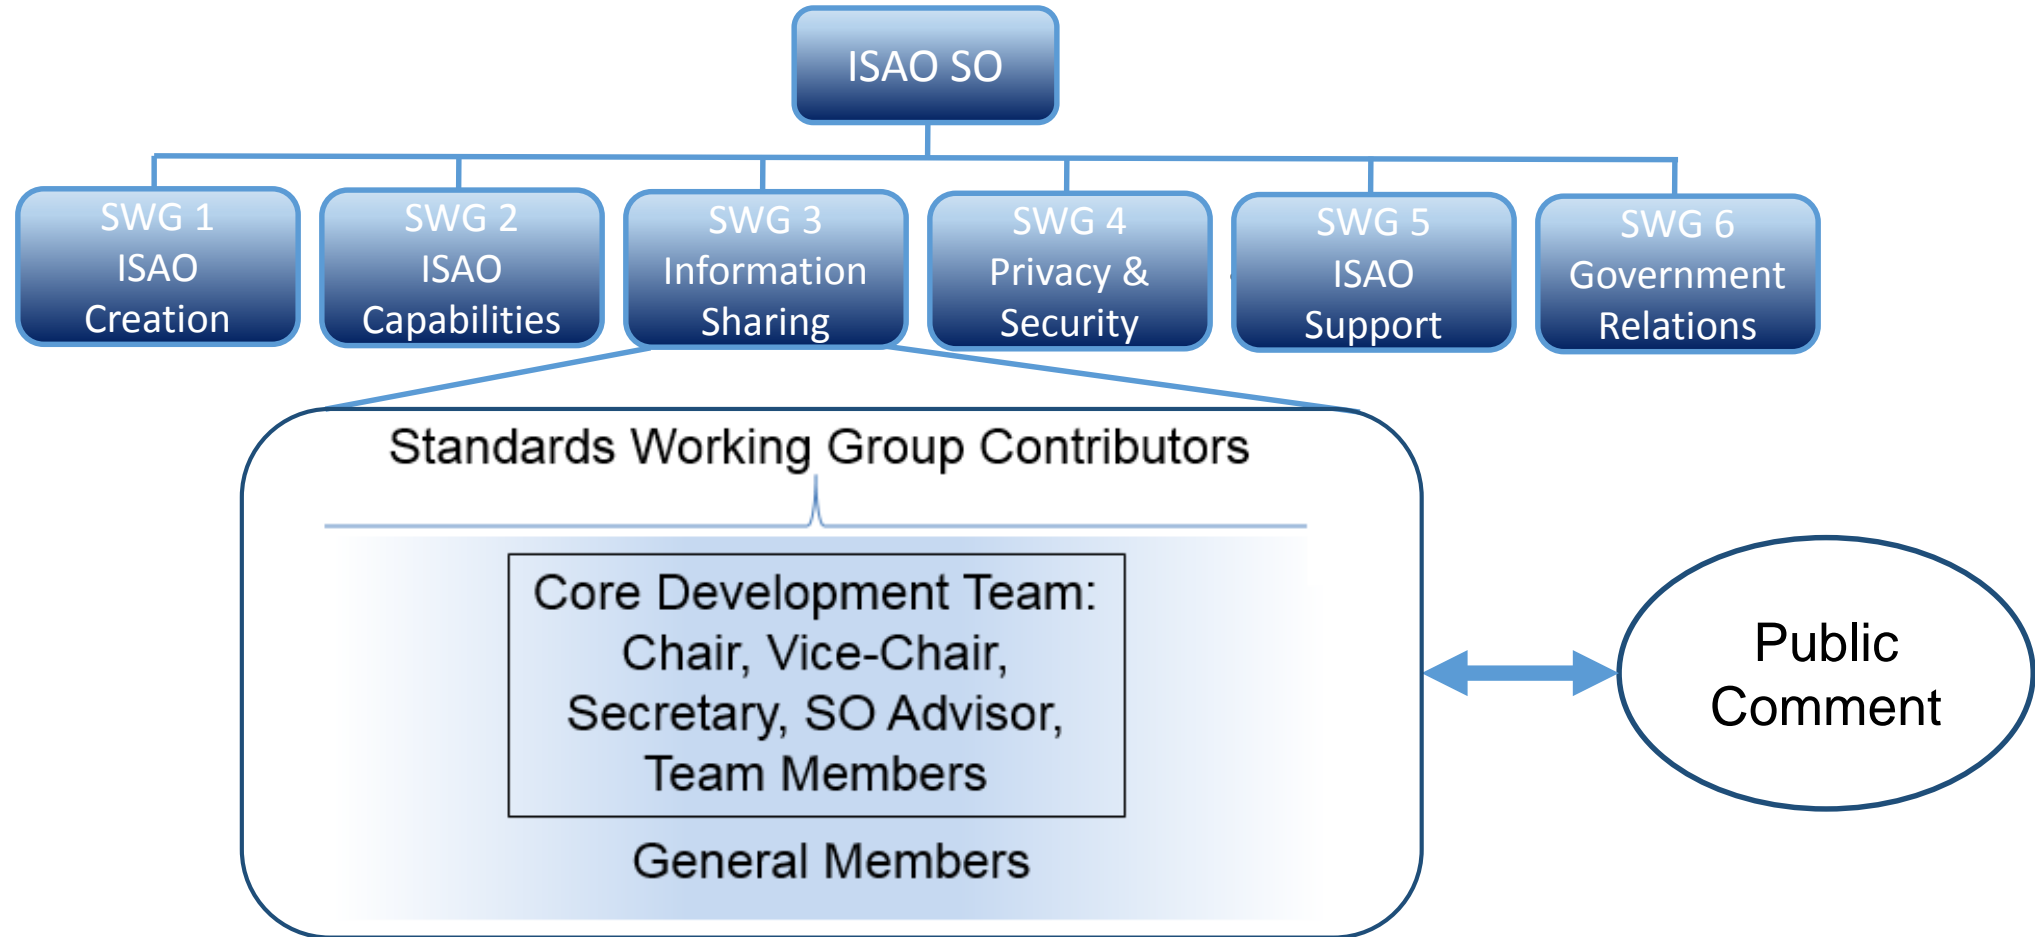 ISAO SO
SWG 1
ISAO
Creation
SWG 2
ISAO
Capabilities
SWG 3
Information
Sharing
SWG 4
Privacy &
Security
SWG 5
ISAO
Support
SWG 6
Government
Relations
Standards Working Group Contributors
Core Development Team:
Chair, Vice-Chair,
Secretary, SO Advisor,
Team Members
General Members
Public
Comment